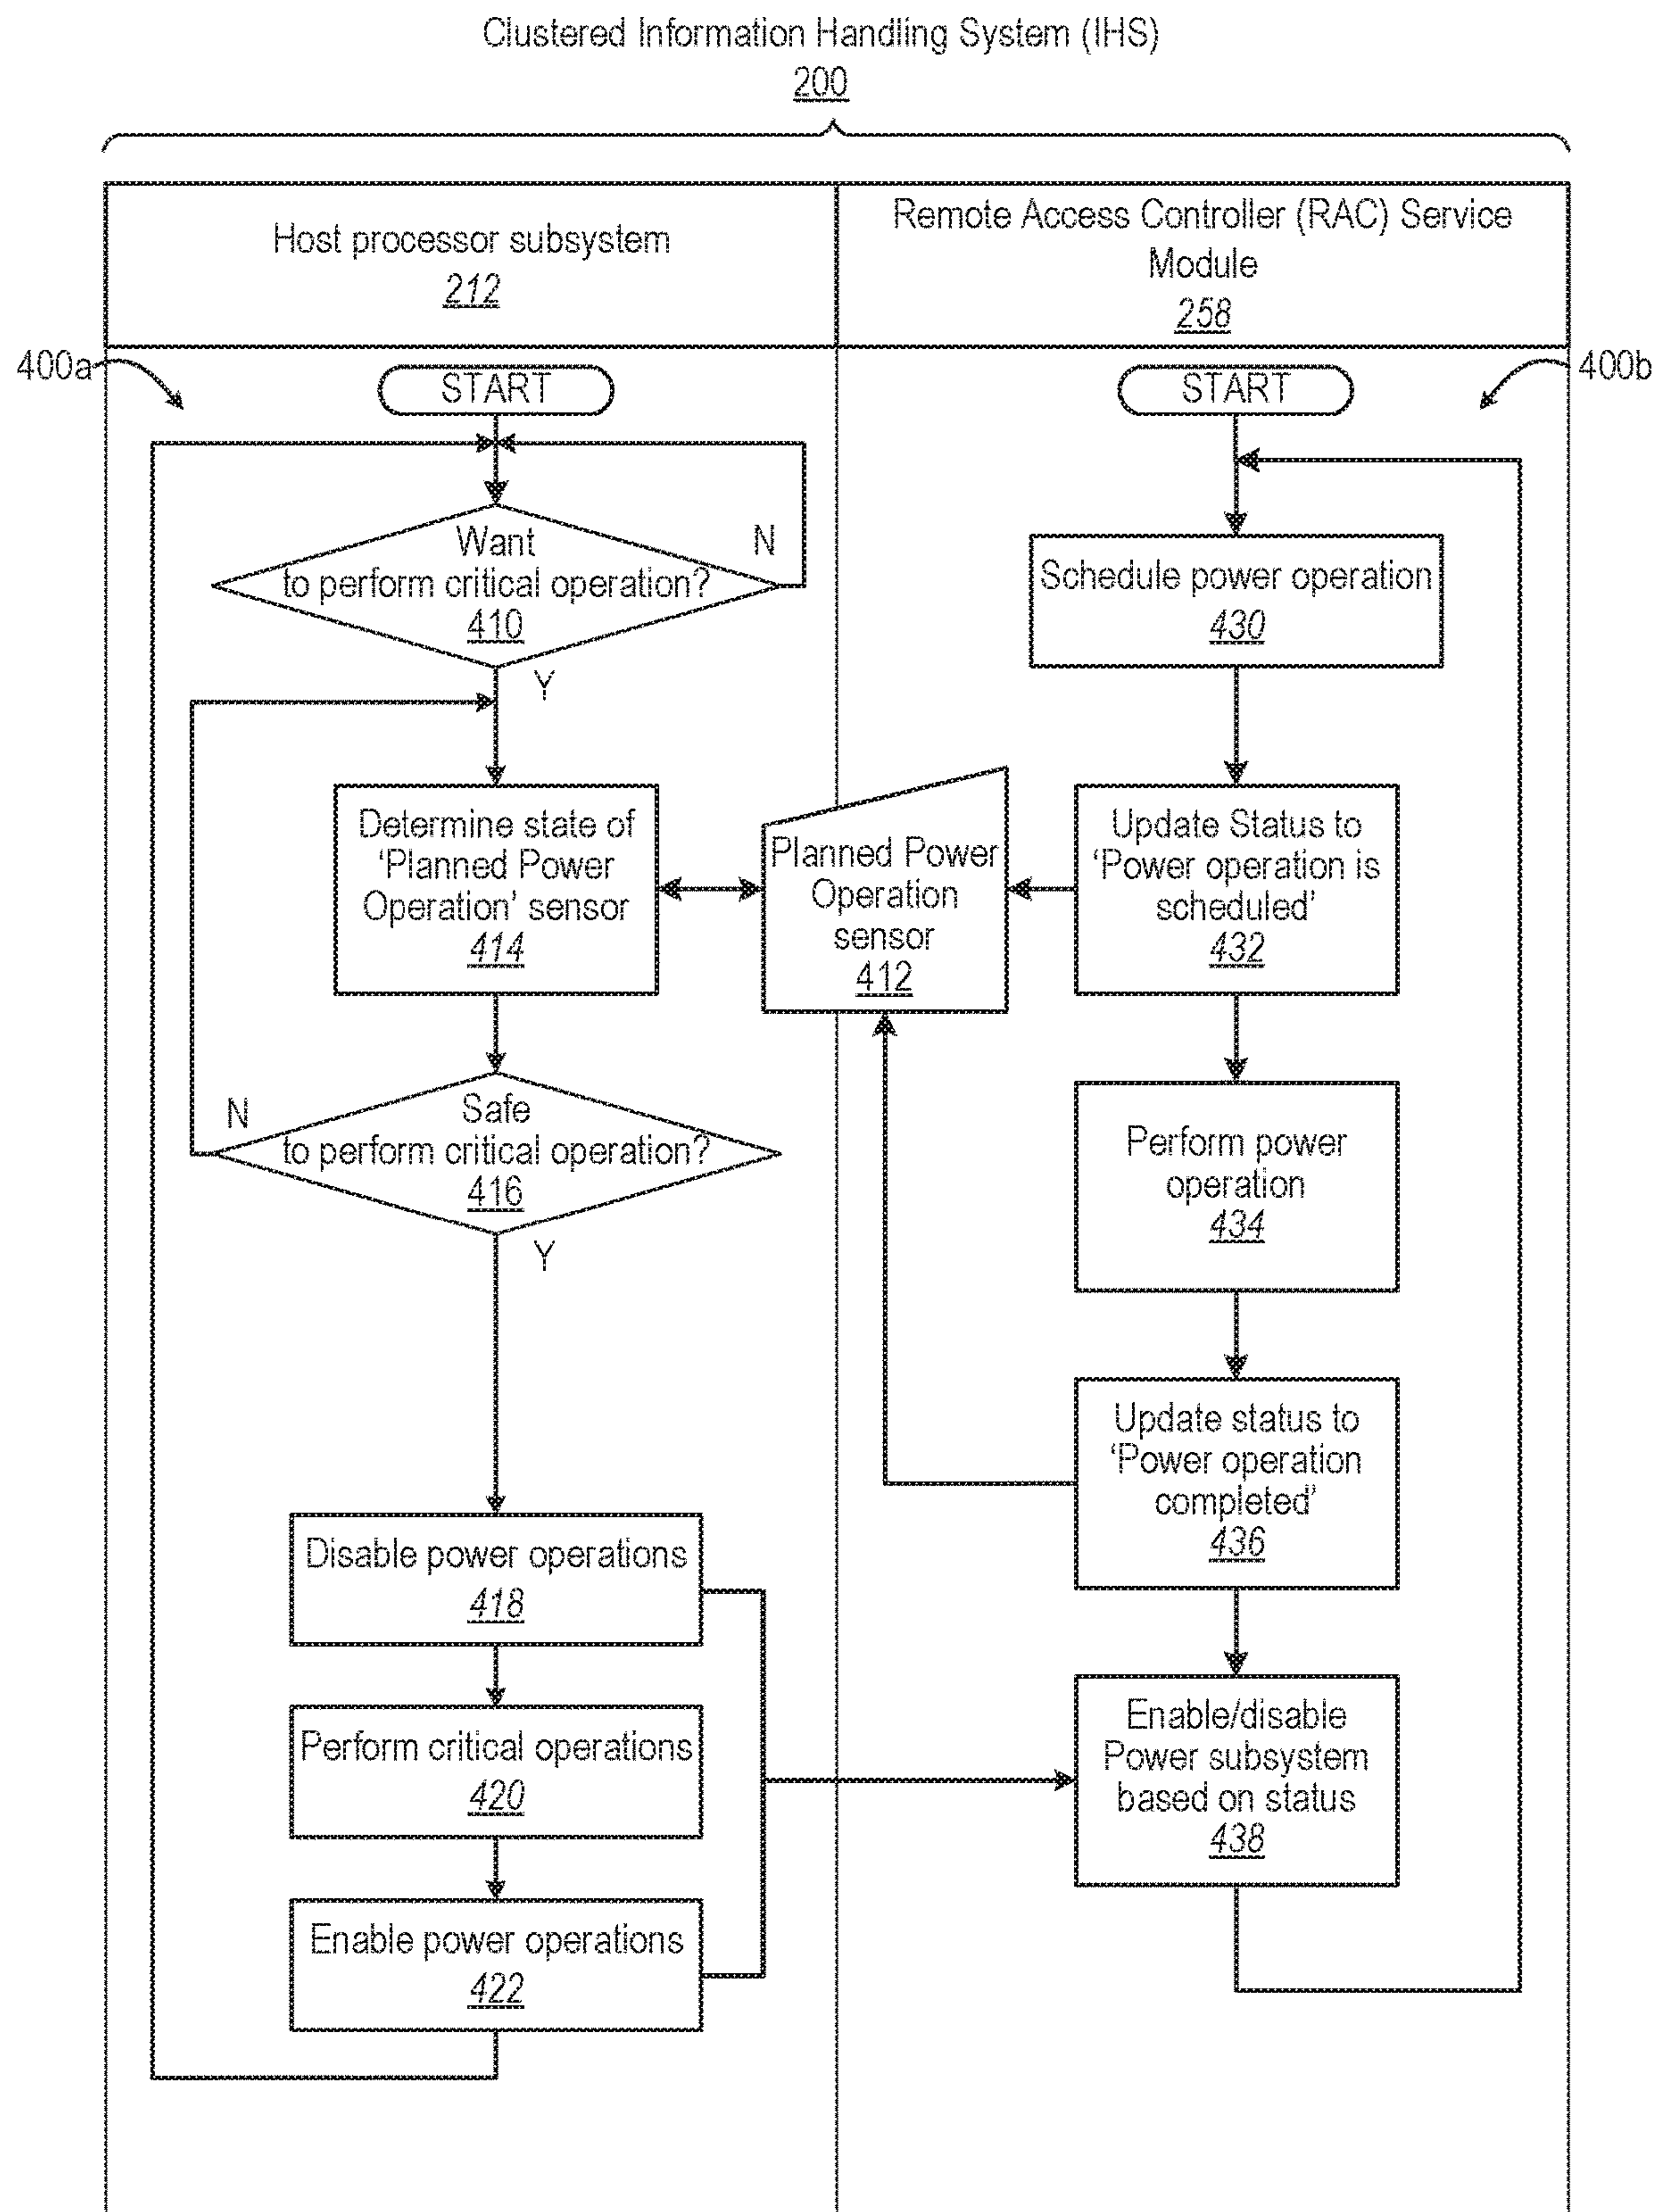 Clustered Information Handling System (IHS)
200
Host processor subsystem
212
Remote Access Controller (RAC) Service
Module
258
400a
400b
START
Want
to perform critical operation?
410
N
Y
Determine state of
‘Planned Power
Operation’ sensor
414
Safe
to perform critical operation?
416
N
Y
Disable power operations
418
Perform critical operations
420
Enable power operations
422
Planned Power
Operation
sensor
412
START
Schedule power operation
430
Update Status to
‘Power operation is
scheduled’
432
Perform power
operation
434
Update status to
‘Power operation
completed’
436
Enable/disable
Power subsystem
based on status
438